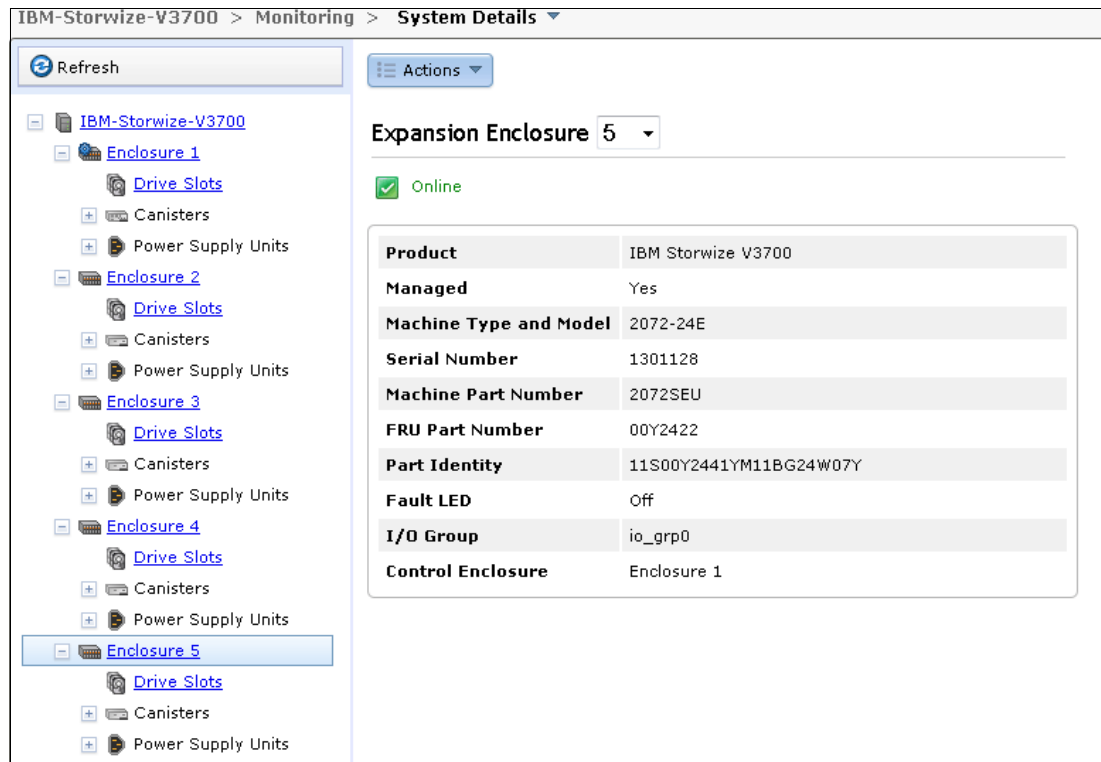 IBM-Storwize-V3700 > Monitoring > System Details
Refresh
IBM-Storwize-V3700
Enclosure 1
Drive Slots
Canisters
Power Supply Units
Enclosure 2
Drive Slots
Canisters
Power Supply Units
Enclosure 3
Drive Slots
Canisters
Power Supply Units
Enclosure 4
Drive Slots
Canisters
Power Supply Units
Enclosure 5
Drive Slots
Canisters
Power Supply Units
Actions
Expansion Enclosure 5
Online
Product IBM Storwize V3700
Managed Yes
Machine Type and Model 2072-24E
Serial Number 1301128
Machine Part Number 2072SEU
FRU Part Number 00Y2422
Part Identity 11S00Y2441YM11BG24W07Y
Fault LED Off
I/O Group io_grp0
Control Enclosure Enclosure 1